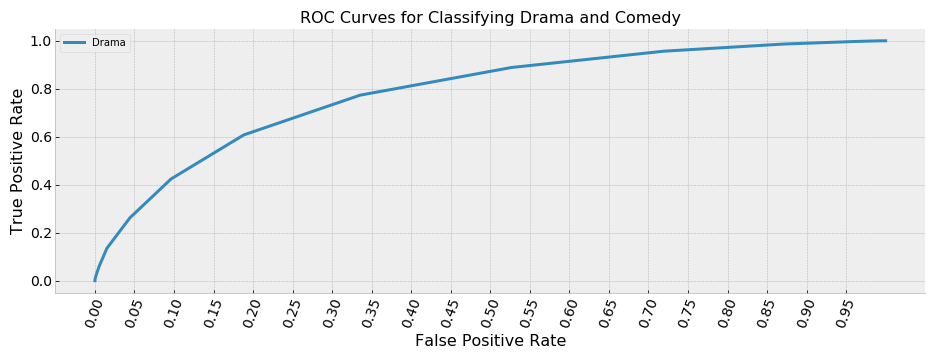 ROC Curves for Classifying Drama and Comedy
Drama
True Positive Rate
1.0
0.8
0.6
0.4
0.2
0.0
0.00 0.05 0.10 0.15 0.20 0.25 0.30 0.35 0.40 0.45 0.50 0.55 0.60 0.65 0.70 0.75 0.80 0.85 0.90 0.95
False Positive Rate